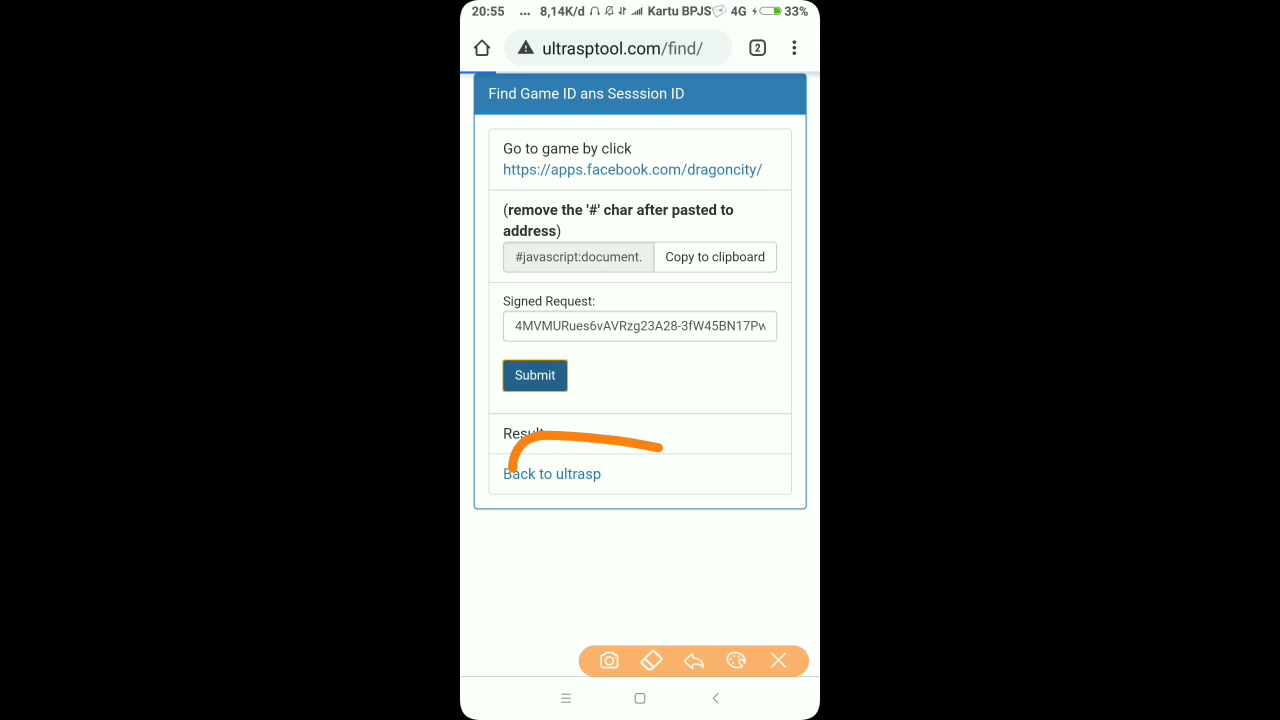 20:55 ... 8,14K/d Kartu BPJS 4G 33%
ultrasptool.com/find/ 2
Find Game ID ans Sesssion ID
Go to game by click
https://apps.facebook.com/dragoncity/
(remove the '#' char after pasted to
address)
#javascript:document. Copy to clipboard
Signed Request:
4MVMURues6vAVRzg23A28-3fW45BN17Pw
Submit
Result
Back to ultrasp